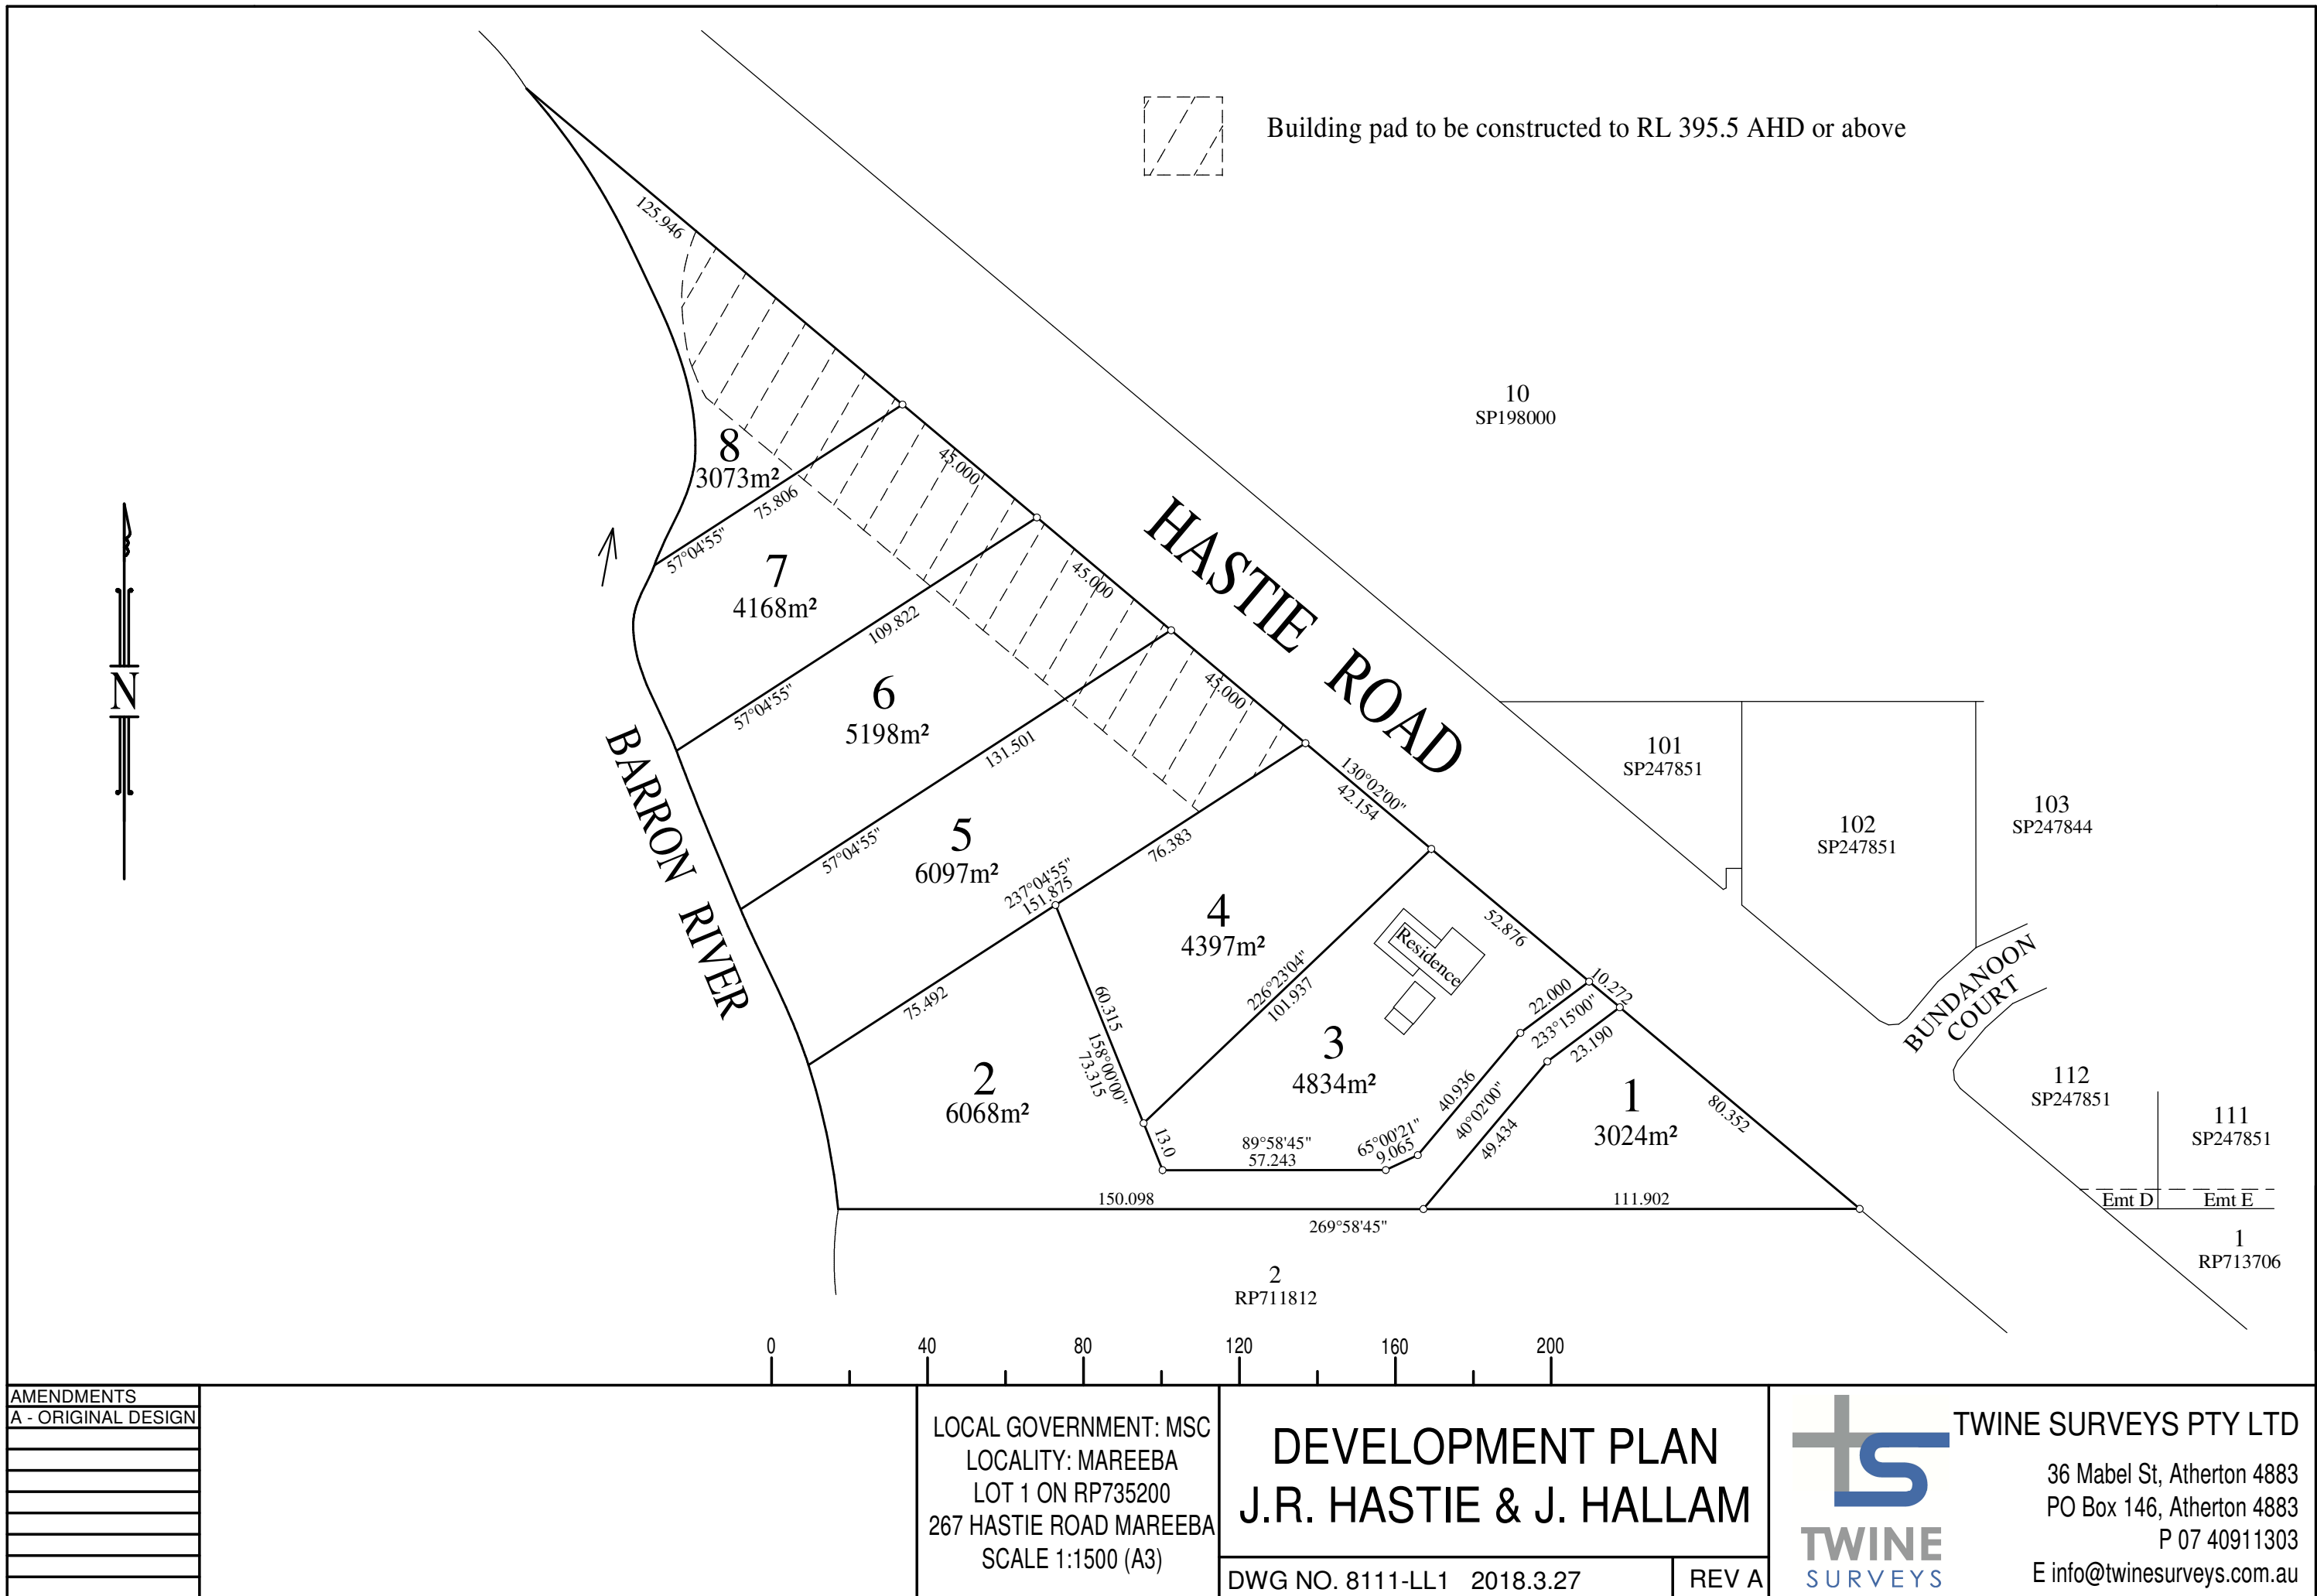 Building pad to be constructed to RL 395.5 AHD or above
125.946
10
SP198000
8
3073m²
75.806
57°04'55"
45.000
HASTIE ROAD
7
4168m²
109.822
57°04'55"
45.000
N
6
5198m²
131.501
57°04'55"
45.000
BARRON RIVER
101
SP247851
102
SP247851
103
SP247844
5
6097m²
237°04'55"
151.875
76.383
130°02'00"
42.154
4
4397m²
75.492
60.315
158°00'00"
73.315
226°23'04"
101.937
Residence
52.876
10.272
22.000
233°15'00"
23.190
BUNDANOON
COURT
3
4834m²
2
6068m²
13.0
89°58'45"
57.243
65°00'21"
9.065
40.936
40°02'00"
49.434
1
3024m²
80.352
112
SP247851
111
SP247851
Emt D
Emt E
1
RP713706
150.098
111.902
269°58'45"
2
RP711812
0 40 80 120 160 200
AMENDMENTS
A - ORIGINAL DESIGN
LOCAL GOVERNMENT: MSC
LOCALITY: MAREEBA
LOT 1 ON RP735200
267 HASTIE ROAD MAREEBA
SCALE 1:1500 (A3)
DEVELOPMENT PLAN
J.R. HASTIE & J. HALLAM
DWG NO. 8111-LL1 2018.3.27
REV A
ts
TWINE
SURVEYS
TWINE SURVEYS PTY LTD
36 Mabel St, Atherton 4883
PO Box 146, Atherton 4883
P 07 40911303
E info@twinesurveys.com.au